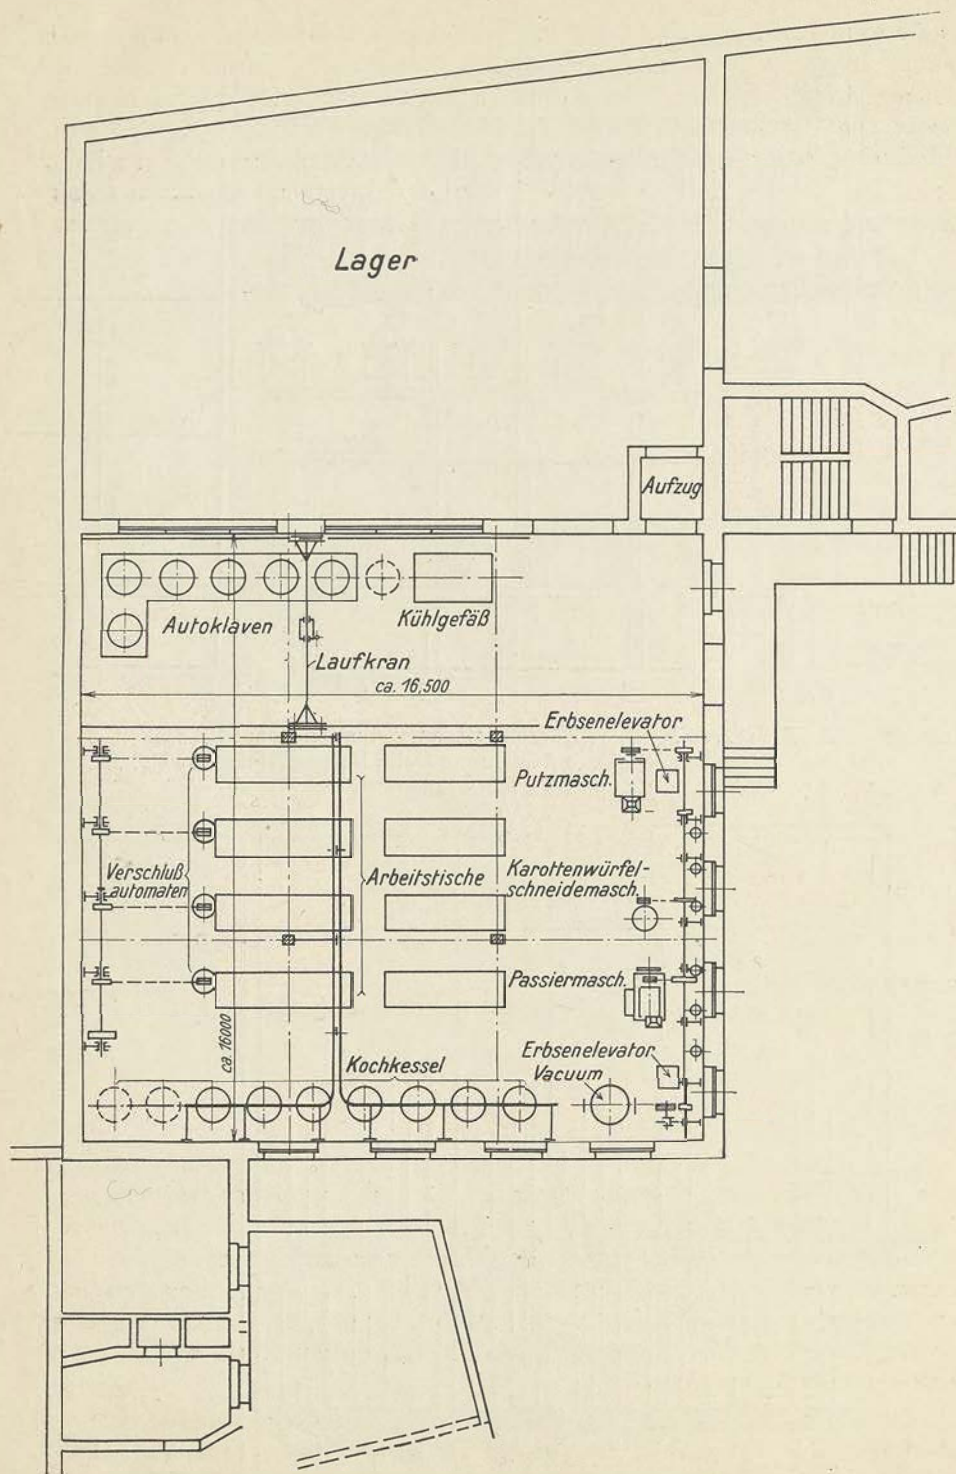 Lager
Aufzug
Autoklaven
Kühlgefäß
Laufkran
ca. 16,500
Erbsenelevator
Putzmasch.
Verschluß
automaten
Arbeitstische
Karottenwürfel-
schneidemasch.
Passiermasch.
ca. 16000
Kochkessel
Erbsenelevator
Vacuum